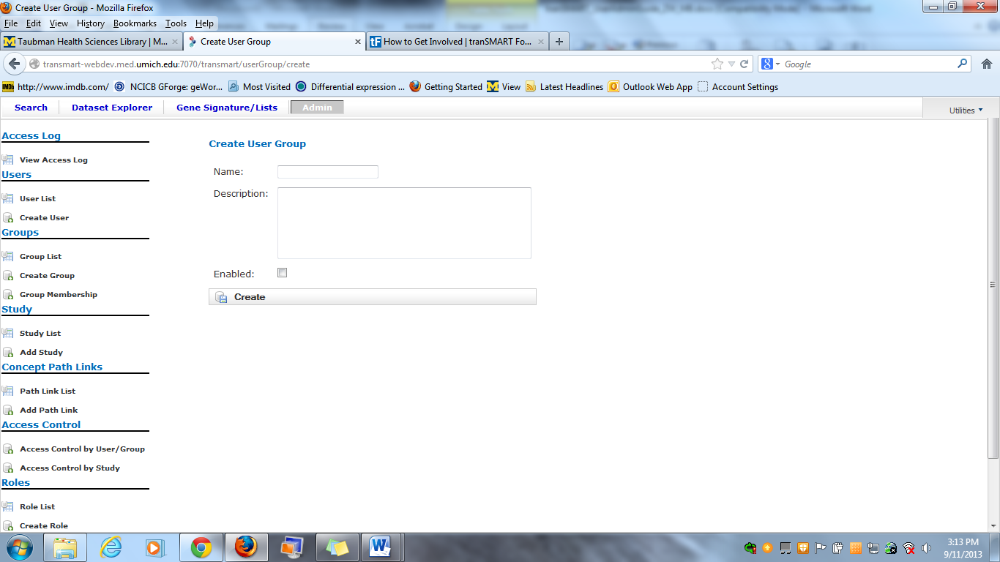 Create User Group - Mozilla Firefox
File Edit View History Bookmarks Tools Help
Taubman Health Sciences Library | M... Create User Group tF How to Get Involved | tranSMART Fo...
transmart-webdev.med.umich.edu:7070/transmart/userGroup/create Google
IMDb http://www.imdb.com/ NCICB GForge: geWor... Most Visited Differential expression ... Getting Started View Latest Headlines Outlook Web App Account Settings
Search Dataset Explorer Gene Signature/Lists Admin Utilities
Access Log
View Access Log
Users
User List
Create User
Groups
Group List
Create Group
Group Membership
Study
Study List
Add Study
Concept Path Links
Path Link List
Add Path Link
Access Control
Access Control by User/Group
Access Control by Study
Roles
Role List
Create Role
Create User Group
Name:
Description:
Enabled:
Create
3:13 PM
9/11/2013